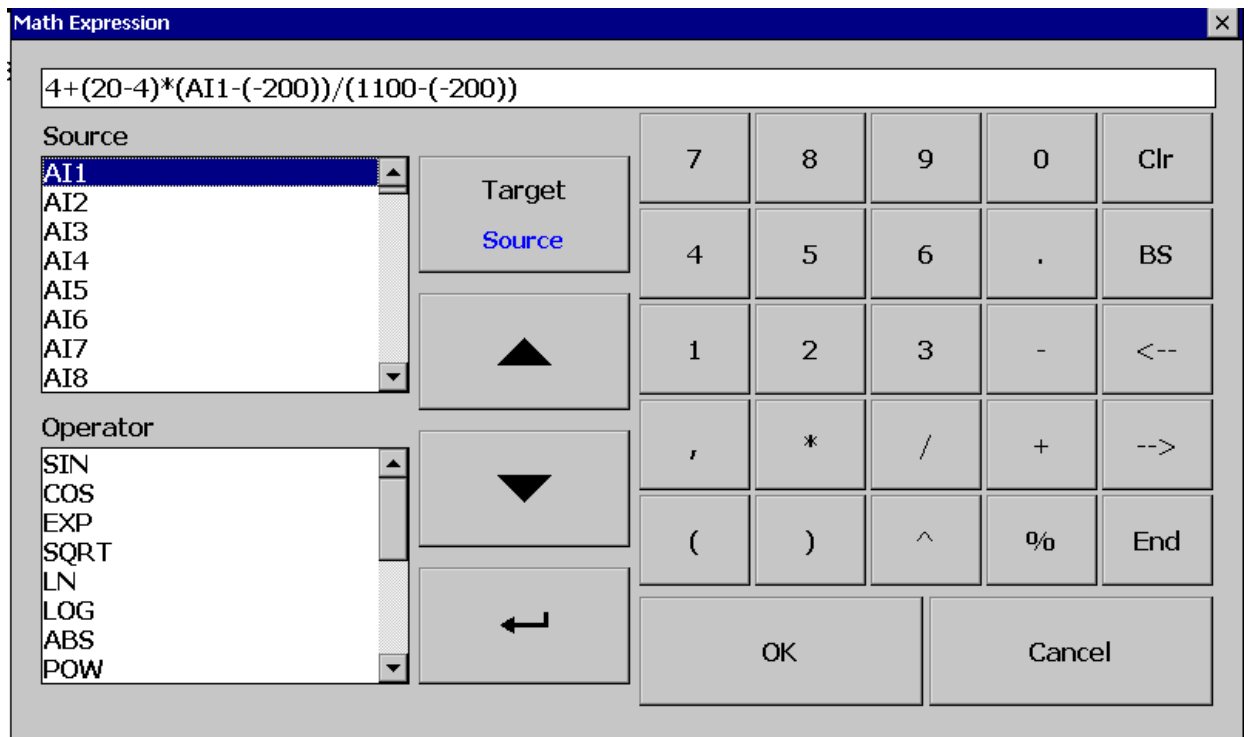 Math Expression
4+(20-4)*(AI1-(-200))/(1100-(-200))
Source
AI1
AI2
AI3
AI4
AI5
AI6
AI7
AI8
Target
Source
Operator
SIN
COS
EXP
SQRT
LN
LOG
ABS
POW
7 8 9 0 Clr
4 5 6 . BS
1 2 3 - <--
, * / + -->
( ) ^ % End
OK Cancel